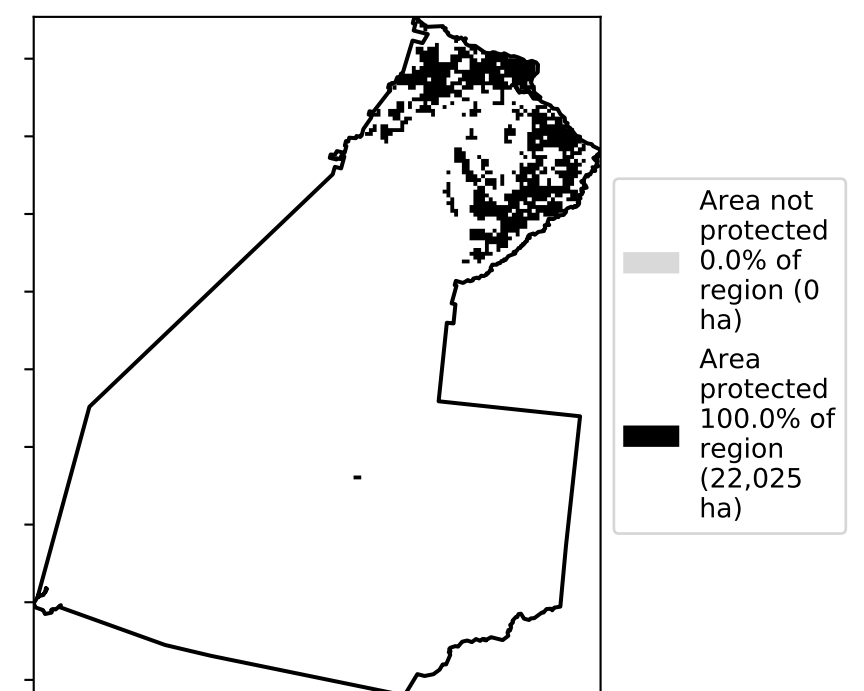 Area not
protected
0.0% of
region (0
ha)
Area
protected
100.0% of
region
(22,025
ha)